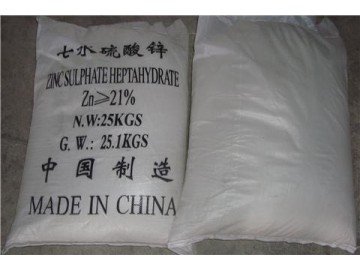 七水硫酸锌
ZINC SULPHATE HEPTAHYDRATE
Zn≥21%
N.W:25KGS
G.W.: 25.1KGS
中国制造
MADE IN CHINA